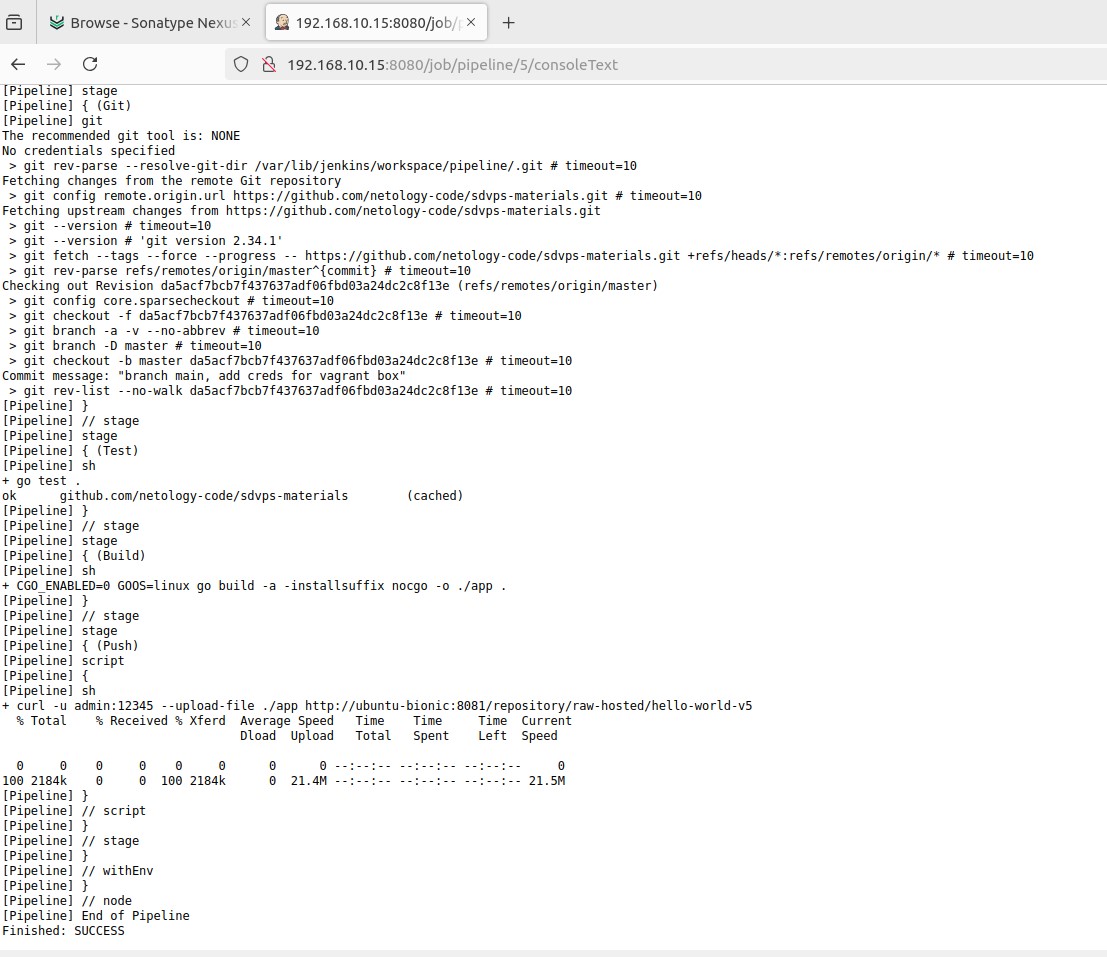 Browse - Sonatype Nexus
192.168.10.15:8080/job/p
192.168.10.15:8080/job/pipeline/5/consoleText
[Pipeline] stage
[Pipeline] { (Git)
[Pipeline] git
The recommended git tool is: NONE
No credentials specified
 > git rev-parse --resolve-git-dir /var/lib/jenkins/workspace/pipeline/.git # timeout=10
Fetching changes from the remote Git repository
 > git config remote.origin.url https://github.com/netology-code/sdvps-materials.git # timeout=10
Fetching upstream changes from https://github.com/netology-code/sdvps-materials.git
 > git --version # timeout=10
 > git --version # 'git version 2.34.1'
 > git fetch --tags --force --progress -- https://github.com/netology-code/sdvps-materials.git +refs/heads/*:refs/remotes/origin/* # timeout=10
 > git rev-parse refs/remotes/origin/master^{commit} # timeout=10
Checking out Revision da5acf7bcb7f437637adf06fbd03a24dc2c8f13e (refs/remotes/origin/master)
 > git config core.sparsecheckout # timeout=10
 > git checkout -f da5acf7bcb7f437637adf06fbd03a24dc2c8f13e # timeout=10
 > git branch -a -v --no-abbrev # timeout=10
 > git branch -D master # timeout=10
 > git checkout -b master da5acf7bcb7f437637adf06fbd03a24dc2c8f13e # timeout=10
Commit message: "branch main, add creds for vagrant box"
 > git rev-list --no-walk da5acf7bcb7f437637adf06fbd03a24dc2c8f13e # timeout=10
[Pipeline] }
[Pipeline] // stage
[Pipeline] stage
[Pipeline] { (Test)
[Pipeline] sh
+ go test .
ok      github.com/netology-code/sdvps-materials        (cached)
[Pipeline] }
[Pipeline] // stage
[Pipeline] stage
[Pipeline] { (Build)
[Pipeline] sh
+ CGO_ENABLED=0 GOOS=linux go build -a -installsuffix nocgo -o ./app .
[Pipeline] }
[Pipeline] // stage
[Pipeline] stage
[Pipeline] { (Push)
[Pipeline] script
[Pipeline] {
[Pipeline] sh
+ curl -u admin:12345 --upload-file ./app http://ubuntu-bionic:8081/repository/raw-hosted/hello-world-v5
  % Total    % Received % Xferd  Average Speed   Time    Time     Time  Current
                                 Dload  Upload   Total   Spent    Left  Speed
  0     0    0     0    0     0      0      0 --:--:-- --:--:-- --:--:--     0
100 2184k    0     0  100 2184k      0  21.4M --:--:-- --:--:-- --:--:-- 21.5M
[Pipeline] }
[Pipeline] // script
[Pipeline] }
[Pipeline] // stage
[Pipeline] }
[Pipeline] // withEnv
[Pipeline] }
[Pipeline] // node
[Pipeline] End of Pipeline
Finished: SUCCESS